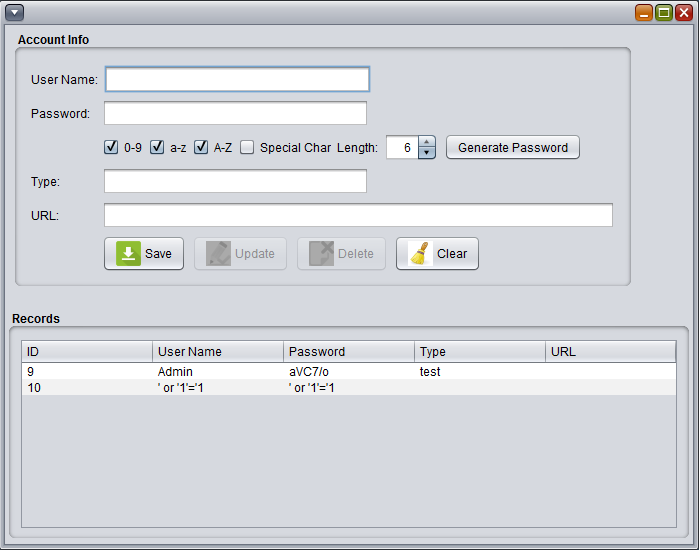 Account Info
User Name:
Password:
0-9 a-z A-Z Special Char Length: 6 Generate Password
Type:
URL:
Save Update Delete Clear
Records
ID User Name Password Type URL
9 Admin aVC7/o test
10 ' or '1'='1 ' or '1'='1